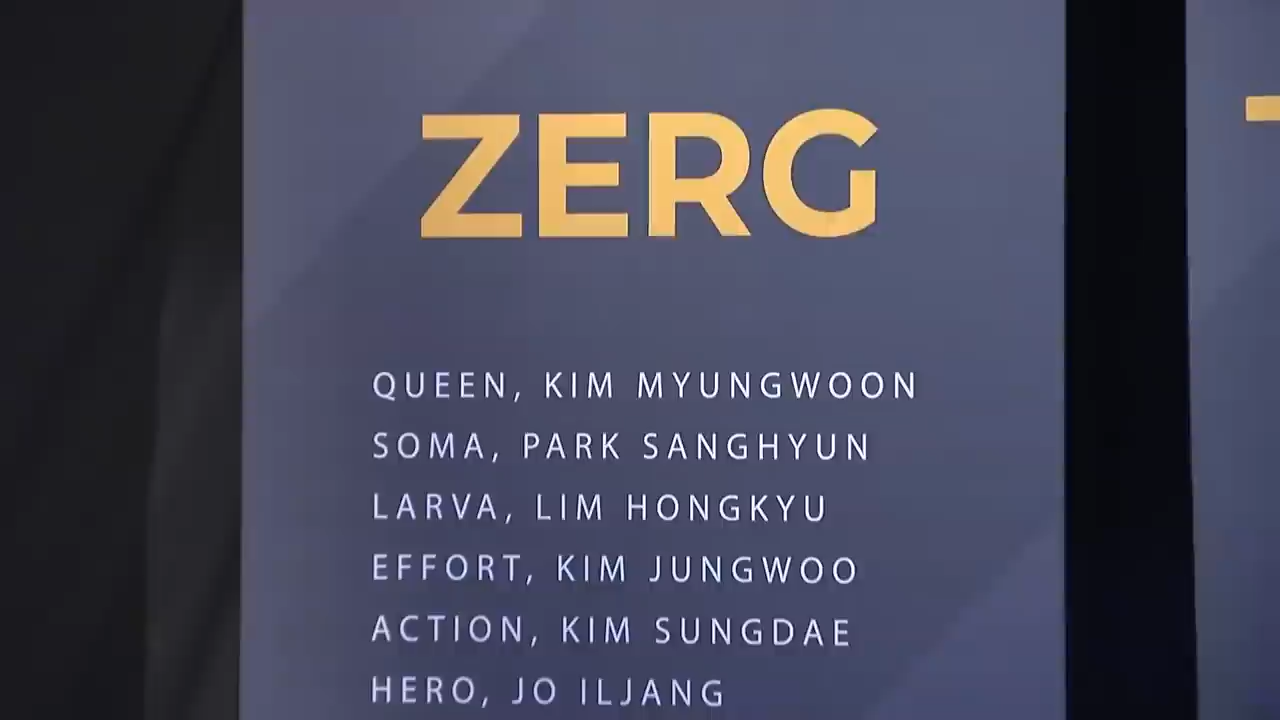 ZERG
QUEEN, KIM MYUNGWOON
SOMA, PARK SANGHYUN
LARVA, LIM HONGKYU
EFFORT, KIM JUNGWOO
ACTION, KIM SUNGDAE
HERO, JO ILJANG